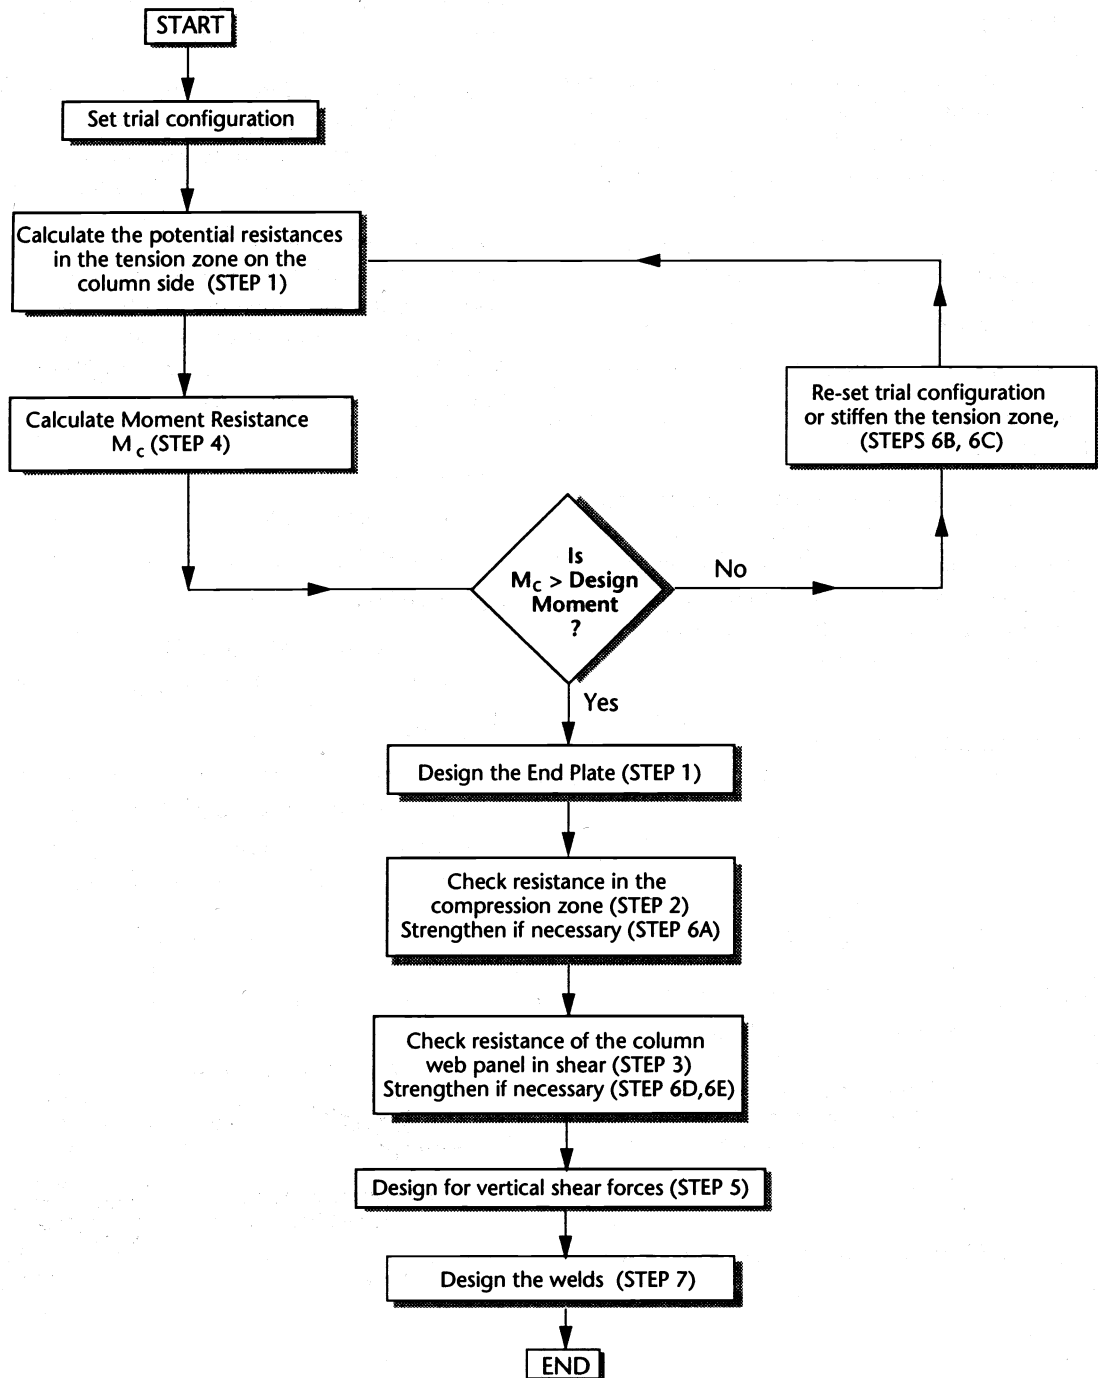 START
Set trial configuration
Calculate the potential resistances
in the tension zone on the
column side (STEP 1)
Calculate Moment Resistance
M c (STEP 4)
Re-set trial configuration
or stiffen the tension zone,
(STEPS 6B, 6C)
Is
MC > Design
Moment
?
No
Yes
Design the End Plate (STEP 1)
Check resistance in the
compression zone (STEP 2)
Strengthen if necessary (STEP 6A)
Check resistance of the column
web panel in shear (STEP 3)
Strengthen if necessary (STEP 6D,6E)
Design for vertical shear forces (STEP 5)
Design the welds (STEP 7)
END